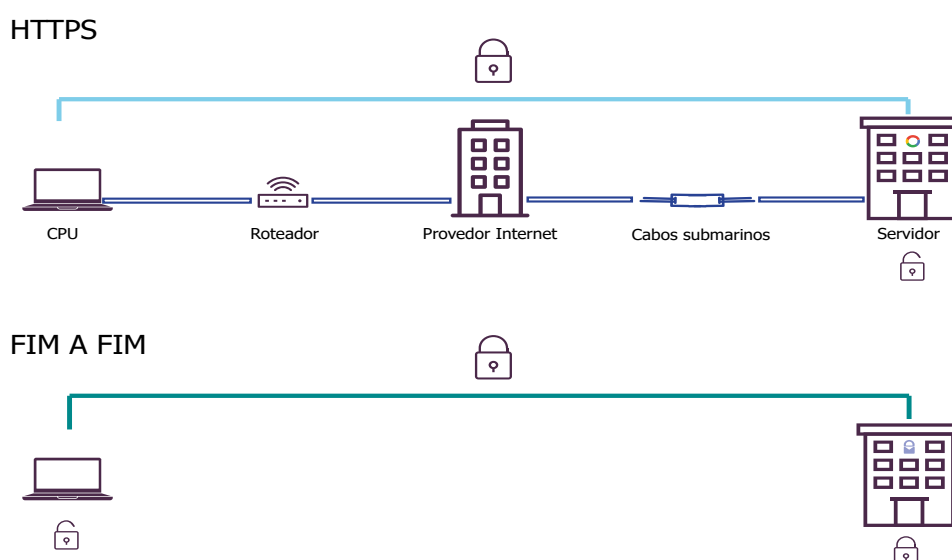 HTTPS
CPU
Roteador
Provedor Internet
Cabos submarinos
Servidor
FIM A FIM